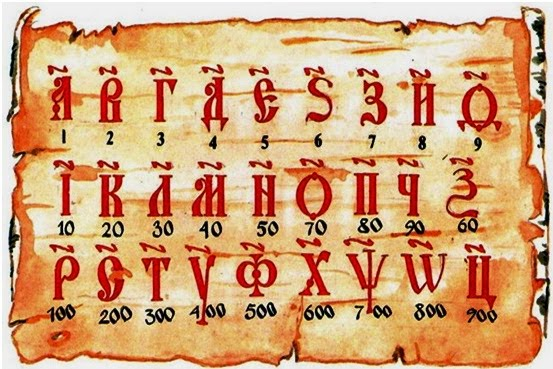 А҃ В҃ Г҃ Д҃ Є҃ Ѕ҃ З҃ И҃ Ѳ҃
1 2 3 4 5 6 7 8 9
І҃ К҃ Л҃ М҃ Н҃ О҃ П҃ Ч҃ Ѯ҃
10 20 30 40 50 70 80 90 60
Р҃ С҃ Т҃ У҃ Ф҃ Х҃ Ѱ҃ Ѡ҃ Ц҃
100 200 300 400 500 600 700 800 900